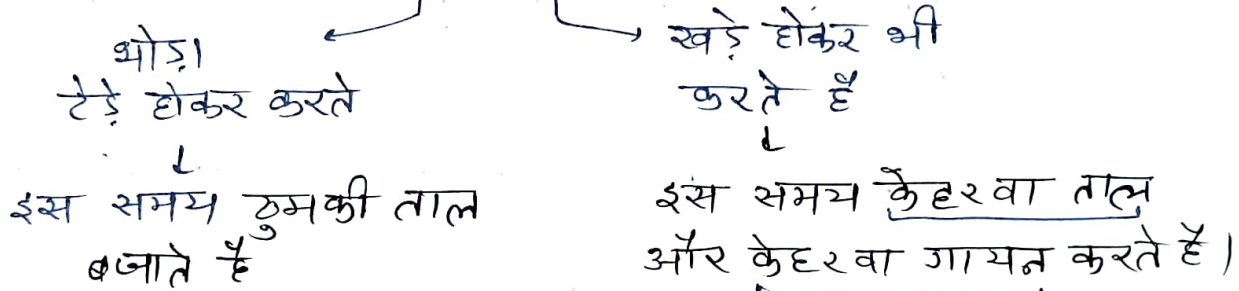 थोड़ा
टेड़े होकर करते
↓
इस समय ठुमकी ताल
बजाते है
खड़े होकर भी
करते है
↓
इस समय केहरवा ताल
और केहरवा गायन करते है।